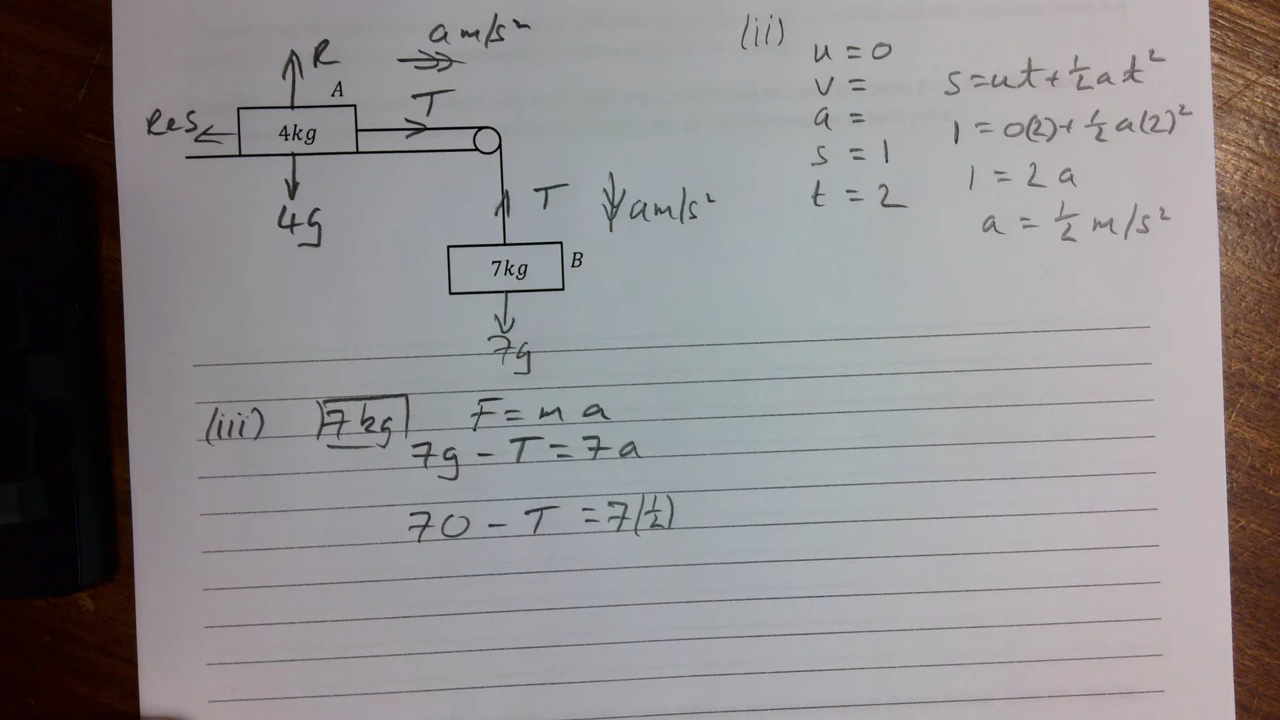 a m/s²
R
A
T
Res
4kg
4g
T
a m/s²
7kg
B
7g
(ii)
u = 0
v =
a =
s = 1
t = 2
s = ut + ½at²
1 = 0(2) + ½a(2)²
1 = 2a
a = ½ m/s²
(iii) 7kg F = ma
7g - T = 7a
70 - T = 7(½)